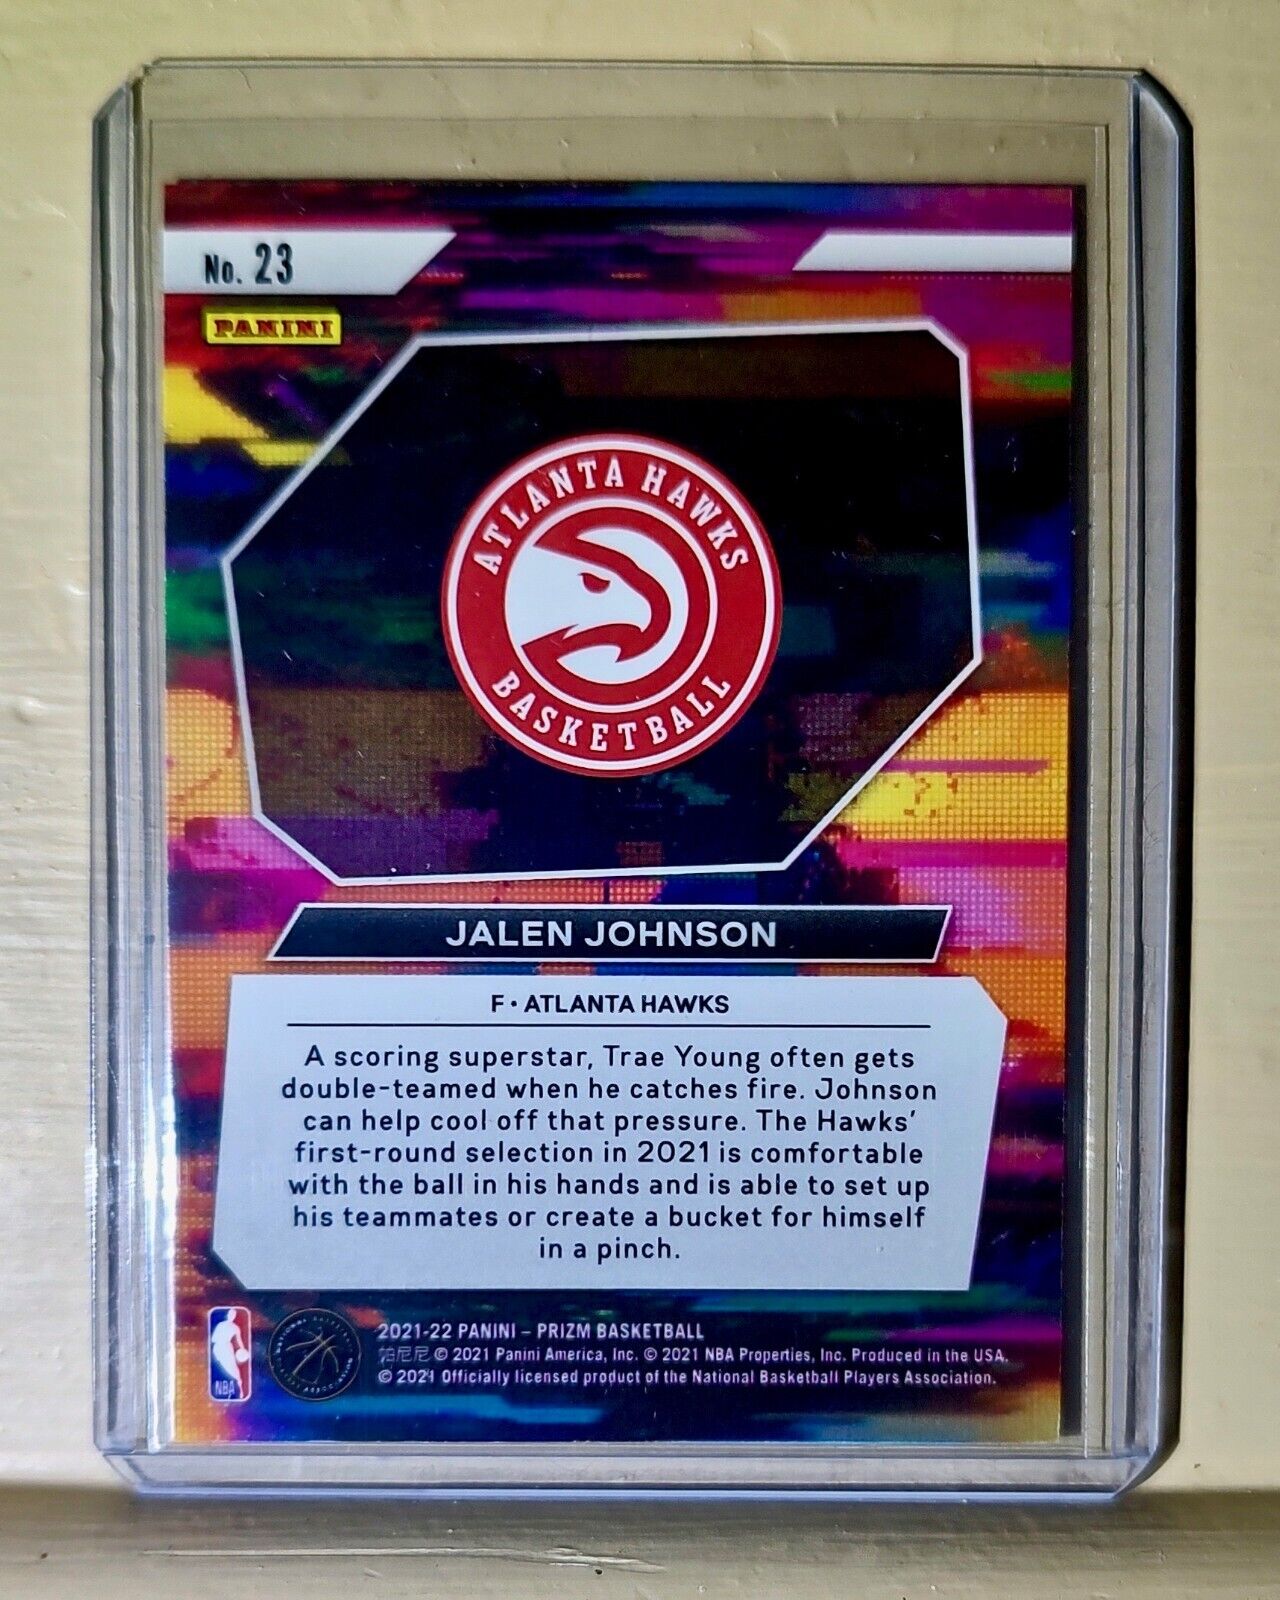 No. 23
PANINI
ATLANTA HAWKS
BASKETBALL
JALEN JOHNSON
F • ATLANTA HAWKS
A scoring superstar, Trae Young often gets
double-teamed when he catches fire. Johnson
can help cool off that pressure. The Hawks'
first-round selection in 2021 is comfortable
with the ball in his hands and is able to set up
his teammates or create a bucket for himself
in a pinch.
NBA
NATIONAL BASKETBALL
2021-22 PANINI – PRIZM BASKETBALL
帕尼尼 © 2021 Panini America, Inc. © 2021 NBA Properties, Inc. Produced in the USA.
© 2021 Officially licensed product of the National Basketball Players Association.